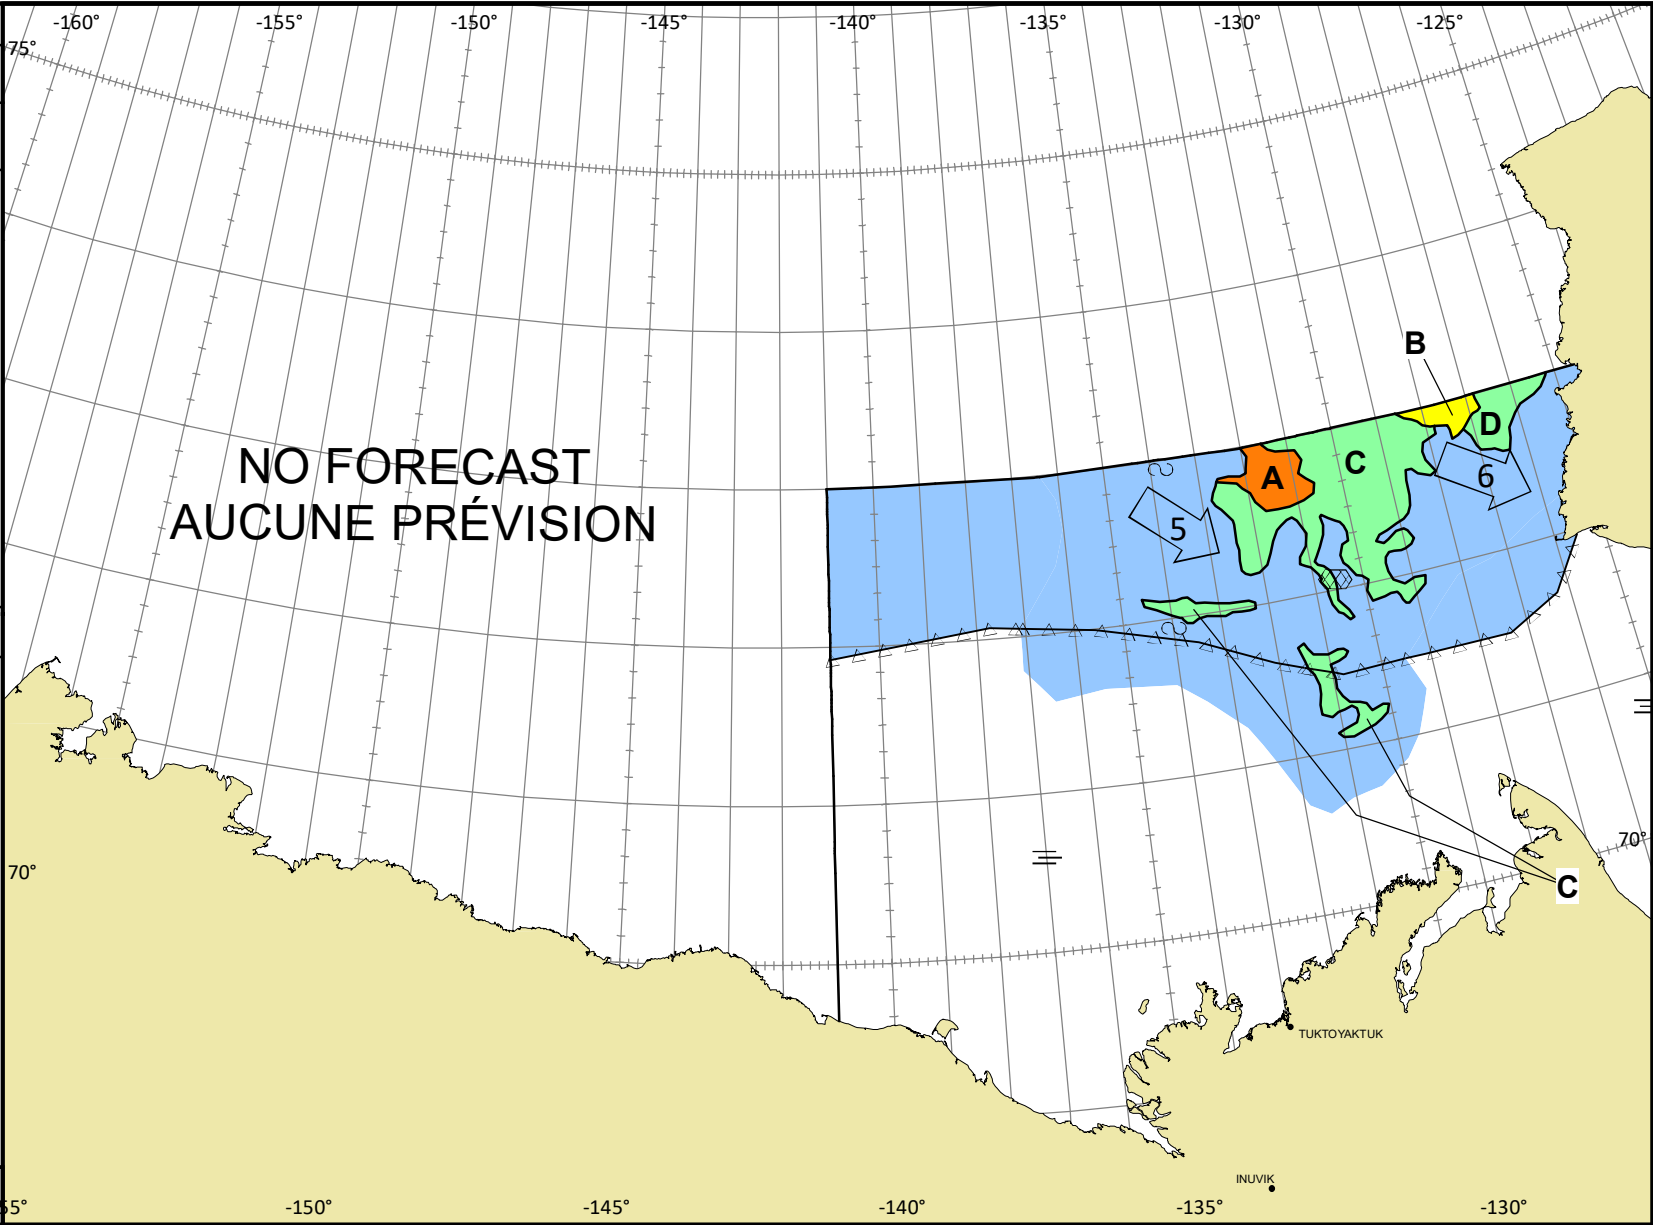 -160° -155° -150° -145° -140° -135° -130° -125°
75°
B
D
C
A
6
5
NO FORECAST
AUCUNE PRÉVISION
70°
70°
C
TUKTOYAKTUK
INUVIK
55° -150° -145° -140° -135° -130°